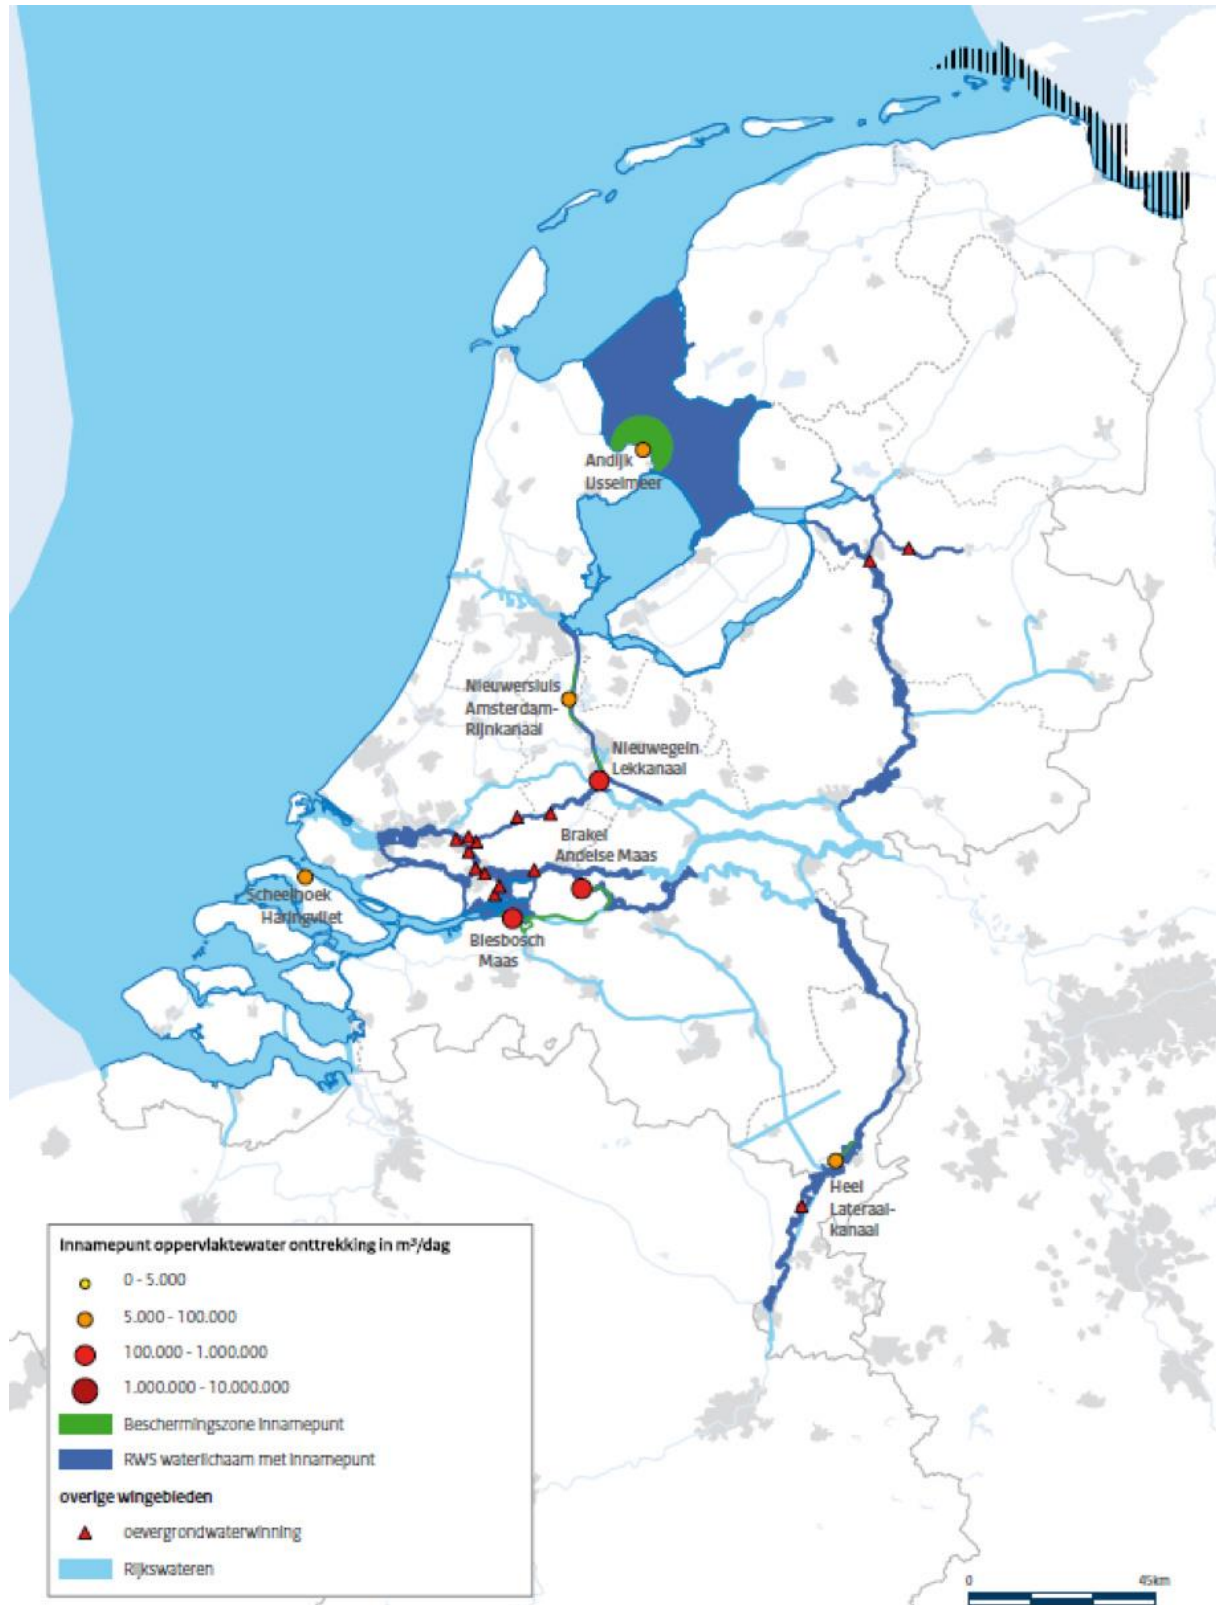 Andijk
IJsselmeer
Nieuwersluis
Amsterdam-
Rijnkanaal
Nieuwegein
Lekkanaal
Brakel
Andelse Maas
Scheelhoek
Haringvliet
Biesbosch
Maas
Heel
Lateraal-
kanaal
Innamepunt oppervlaktewater onttrekking in m³/dag
0 - 5.000
5.000 - 100.000
100.000 - 1.000.000
1.000.000 - 10.000.000
Beschermingszone innamepunt
RWS waterlichaam met innamepunt
overige wingebieden
oevergrondwaterwinning
Rijkswateren
0 45km